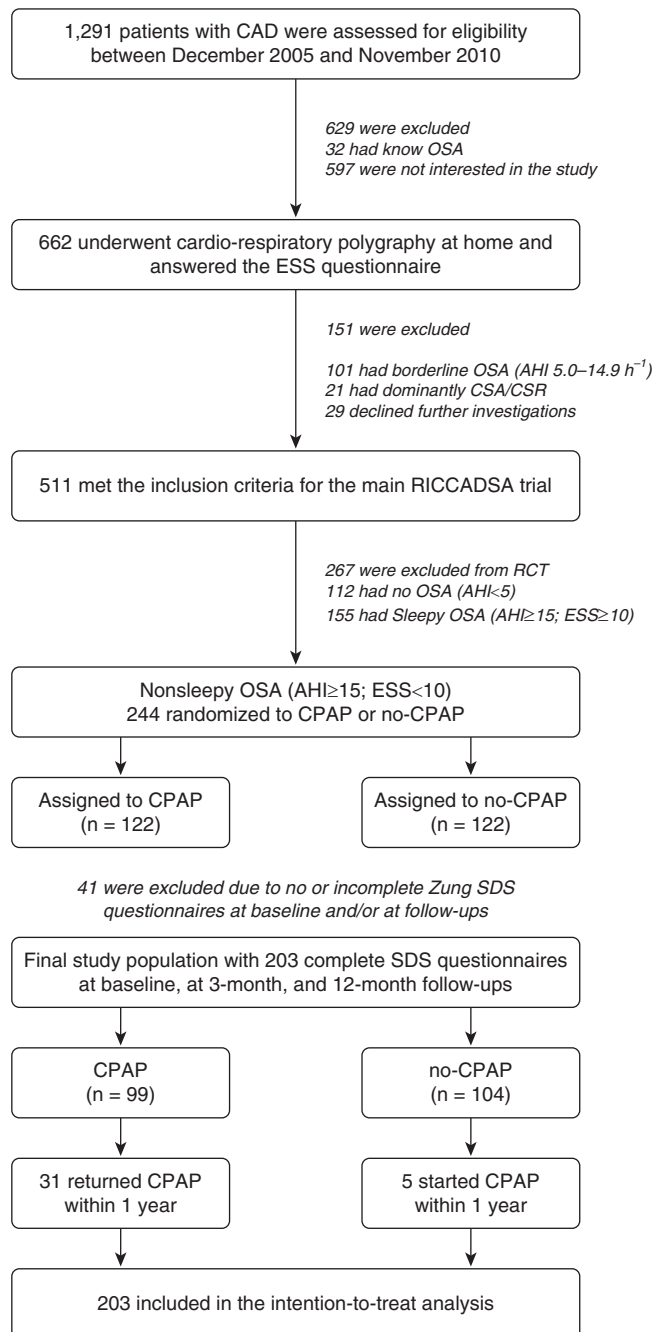 1,291 patients with CAD were assessed for eligibility
between December 2005 and November 2010
629 were excluded
32 had know OSA
597 were not interested in the study
662 underwent cardio-respiratory polygraphy at home and
answered the ESS questionnaire
151 were excluded
101 had borderline OSA (AHI 5.0–14.9 h⁻¹)
21 had dominantly CSA/CSR
29 declined further investigations
511 met the inclusion criteria for the main RICCADSA trial
267 were excluded from RCT
112 had no OSA (AHI<5)
155 had Sleepy OSA (AHI≥15; ESS≥10)
Nonsleepy OSA (AHI≥15; ESS<10)
244 randomized to CPAP or no-CPAP
Assigned to CPAP
(n = 122)
Assigned to no-CPAP
(n = 122)
41 were excluded due to no or incomplete Zung SDS
questionnaires at baseline and/or at follow-ups
Final study population with 203 complete SDS questionnaires
at baseline, at 3-month, and 12-month follow-ups
CPAP
(n = 99)
no-CPAP
(n = 104)
31 returned CPAP
within 1 year
5 started CPAP
within 1 year
203 included in the intention-to-treat analysis